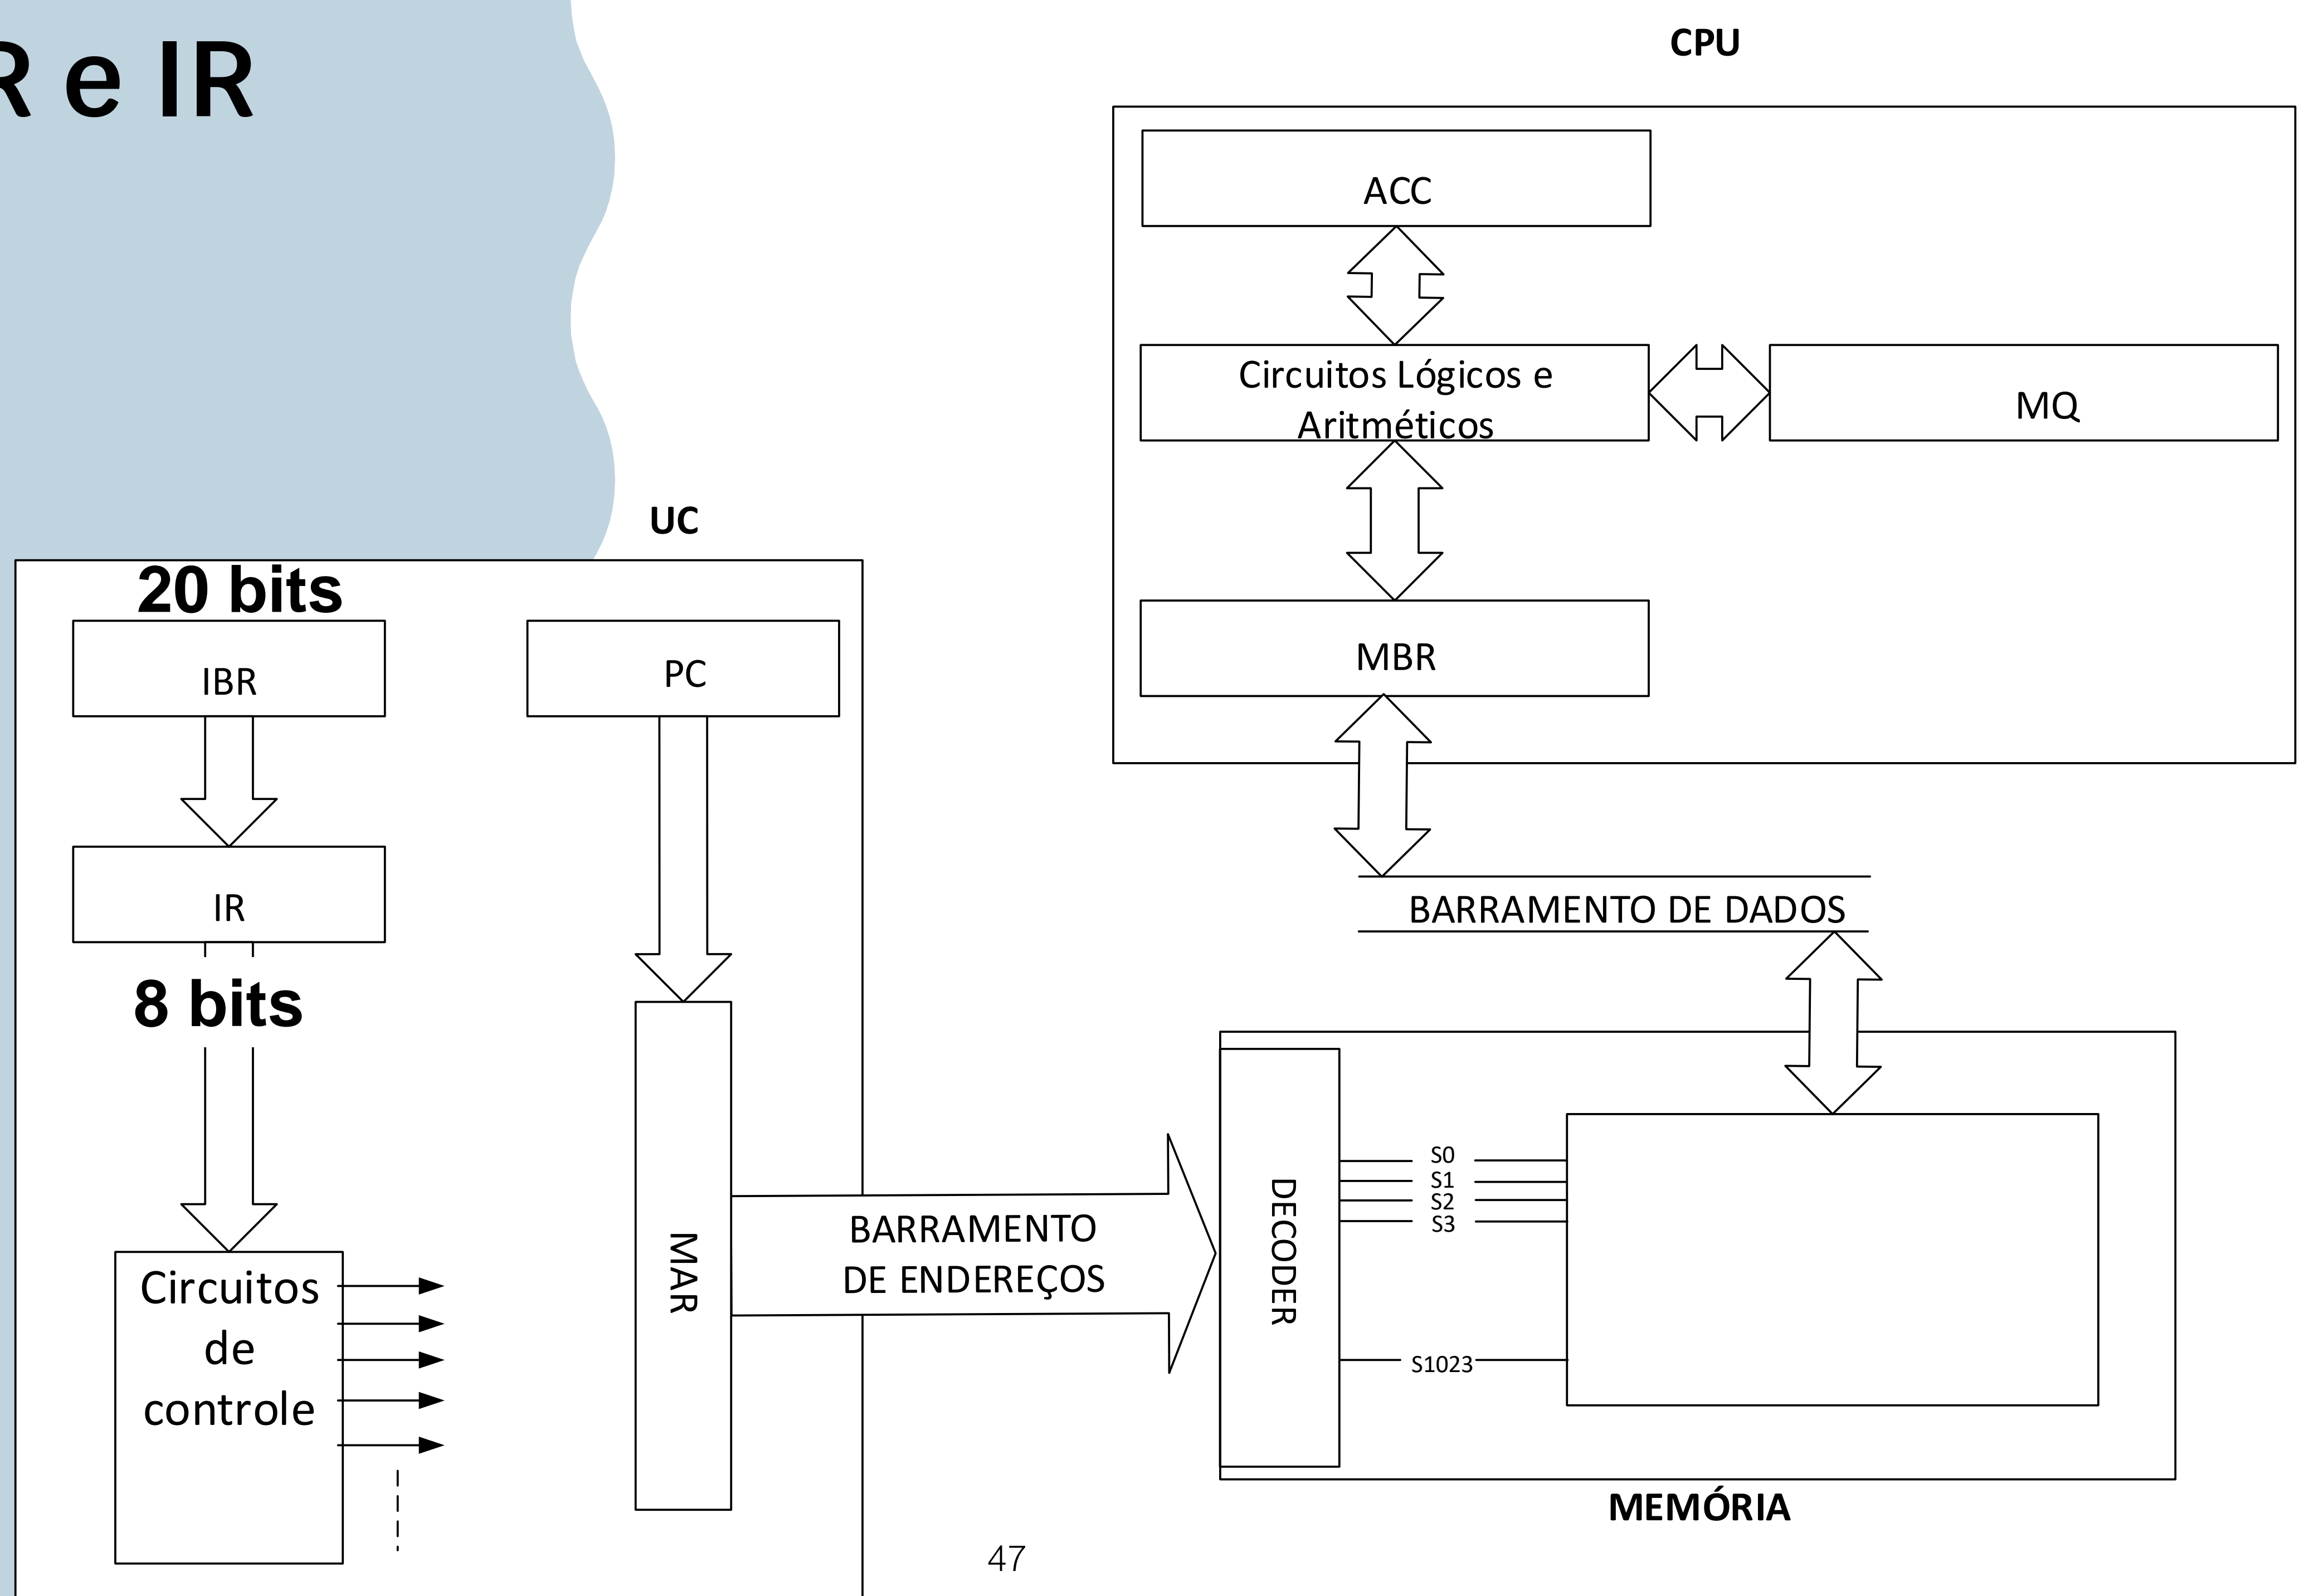 R e IR
CPU
ACC
Circuitos Lógicos e
Aritméticos
MQ
MBR
UC
20 bits
IBR
PC
IR
8 bits
Circuitos
de
controle
MAR
BARRAMENTO
DE ENDEREÇOS
BARRAMENTO DE DADOS
DECODER
S0
S1
S2
S3
S1023
MEMÓRIA
47